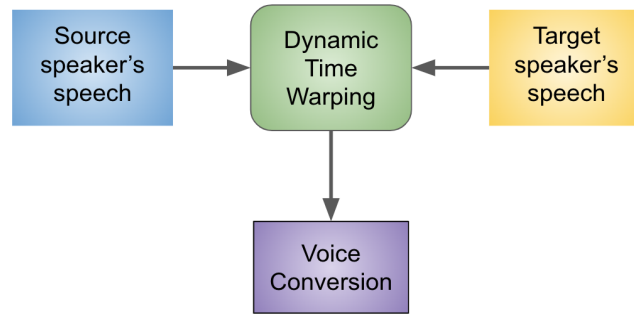 Source
speaker’s
speech
Dynamic
Time
Warping
Target
speaker’s
speech
Voice
Conversion